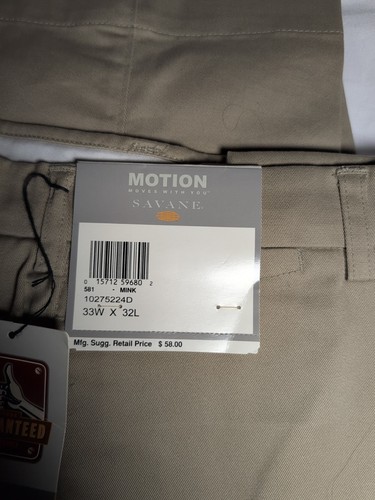 MOTION
MOVES WITH YOU
SAVANE
0 15712 59680 2
581 - MINK
10275224D
33W X 32L
Mfg. Sugg. Retail Price $ 58.00
ANTEED